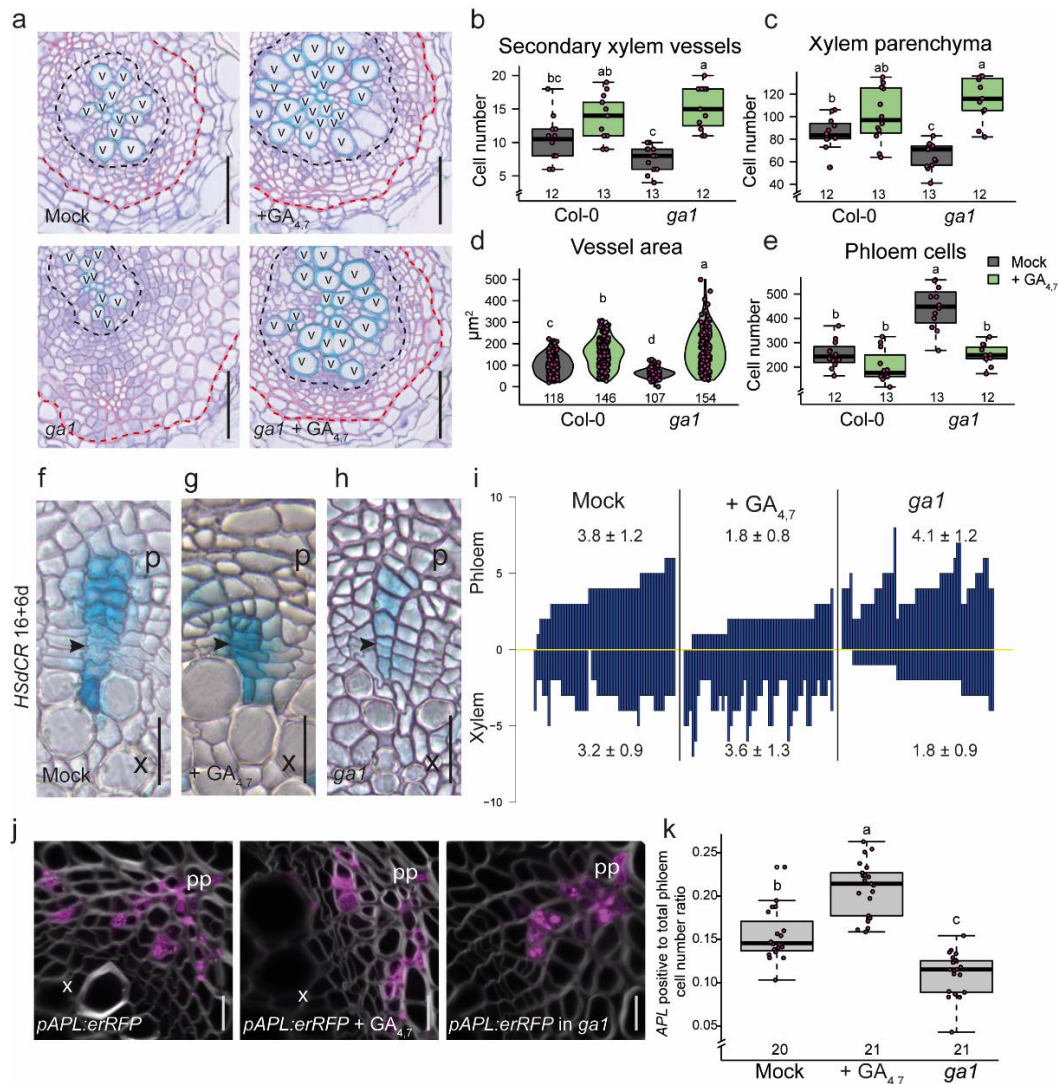 a
V V V V V V V V V V V V
Mock
V V V V V V V V V V V V V V V V
+GA4,7
V V V V V V V V
ga1
V V V V V V V V V V V V V V V V
ga1 + GA4,7
b
Secondary xylem vessels
Cell number
20
15
10
5
bc
ab
c
a
12 13 13 12
Col-0 ga1
c
Xylem parenchyma
Cell number
120
100
80
60
40
b
ab
c
a
12 13 13 12
Col-0 ga1
d
Vessel area
µm2
500
400
300
200
100
0
c
b
d
a
118 146 107 154
Col-0 ga1
e
Phloem cells
Cell number
500
400
300
200
b
b
a
b
12 13 13 12
Col-0 ga1
Mock
+ GA4,7
HSdCR 16+6d
f
p
x
Mock
g
p
x
+ GA4,7
h
p
x
ga1
i
Mock + GA4,7 ga1
3.8 ± 1.2 1.8 ± 0.8 4.1 ± 1.2
10
5
0
−5
−10
Phloem
Xylem
3.2 ± 0.9 3.6 ± 1.3 1.8 ± 0.9
j
pp
x
pAPL:erRFP
pp
x
pAPL:erRFP + GA4,7
pp
x
pAPL:erRFP in ga1
k
APL positive to total phloem
cell number ratio
0.25
0.20
0.15
0.10
0.05
b
a
c
20 21 21
Mock + GA4,7 ga1